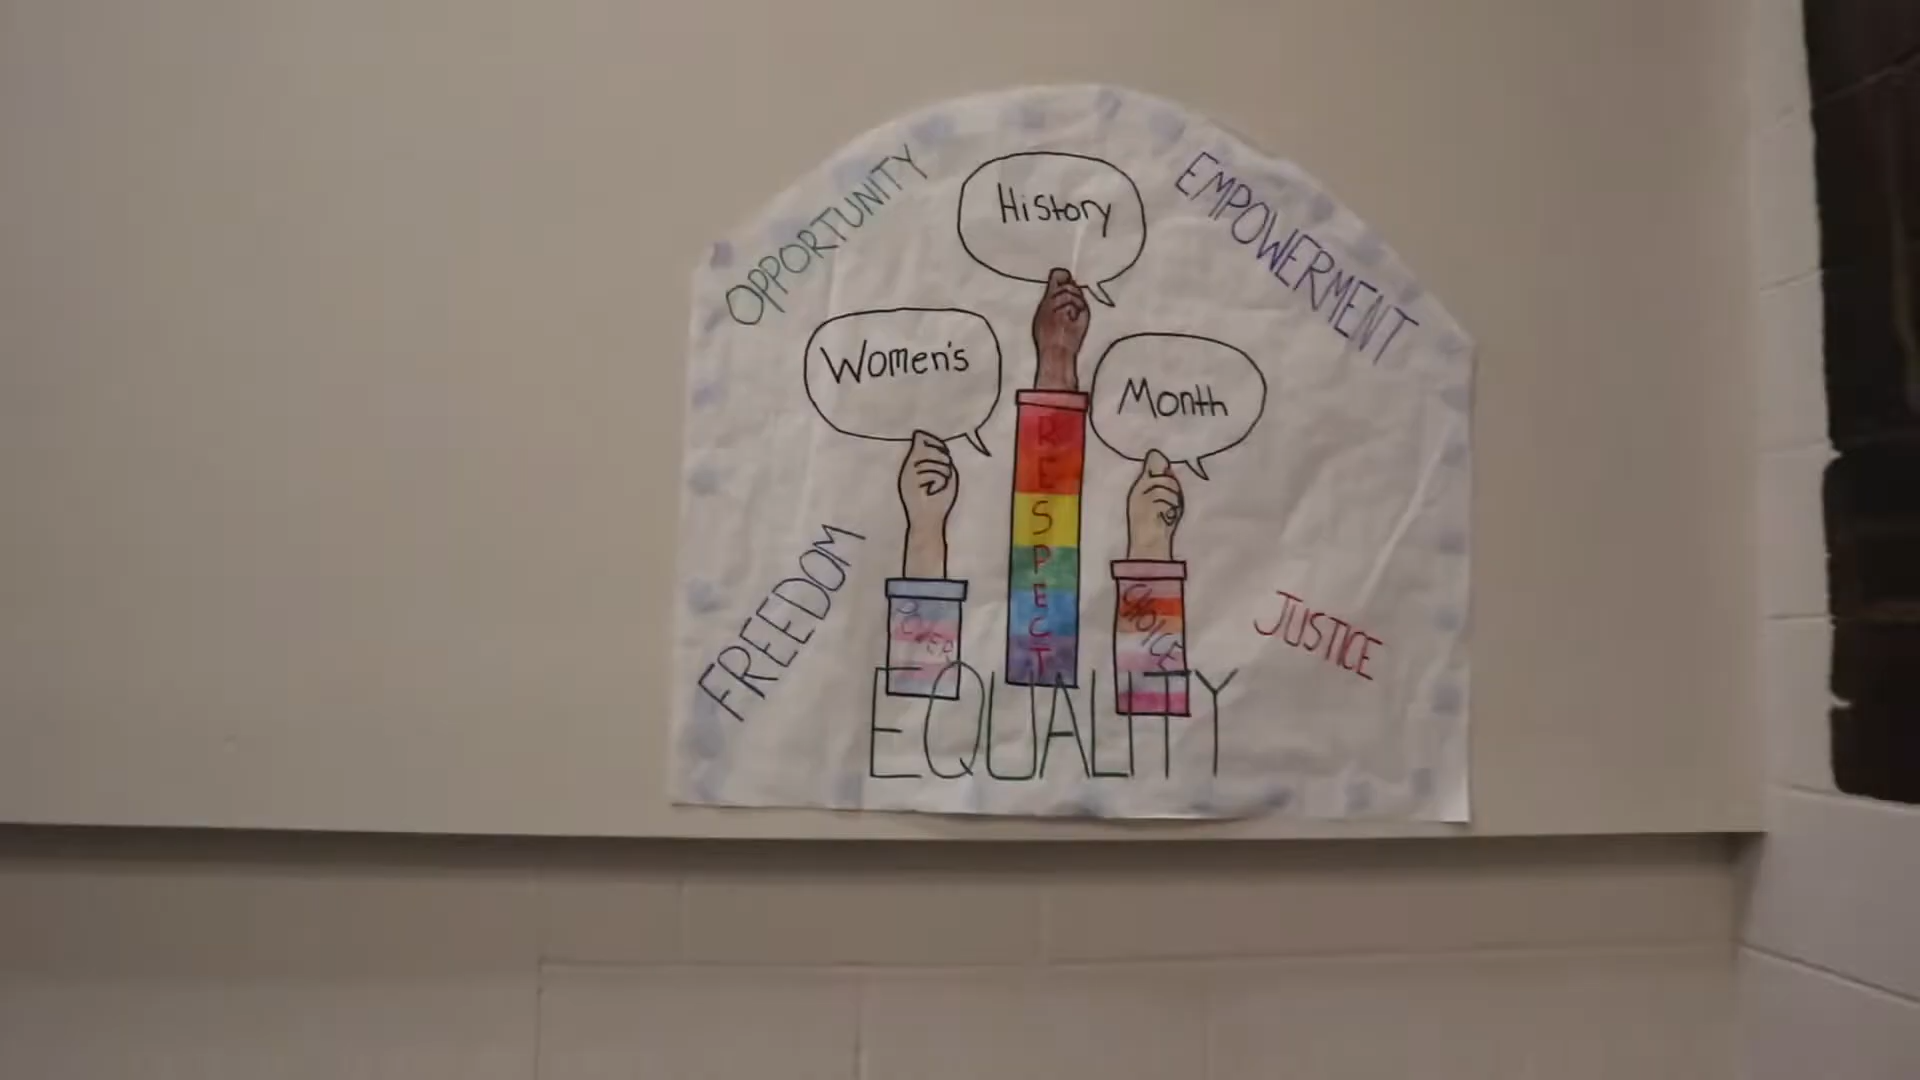 OPPORTUNITY
History
EMPOWERMENT
Women's
Month
RESPECT
FREEDOM
POWER
CHOICE
JUSTICE
EQUALITY